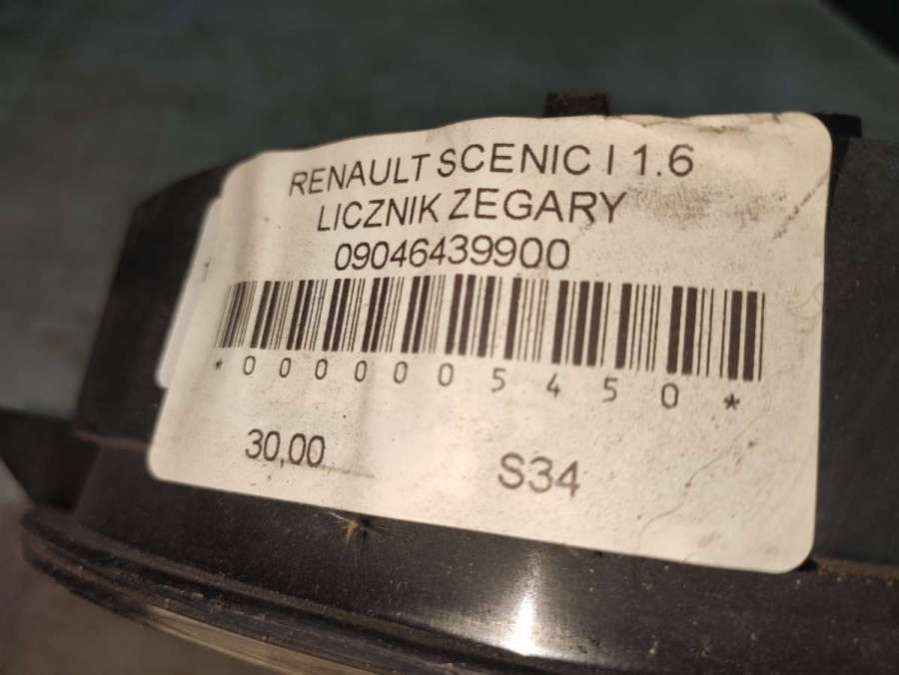 RENAULT SCENIC I 1.6
LICZNIK ZEGARY
09046439900
*0000005450*
30,00
S34